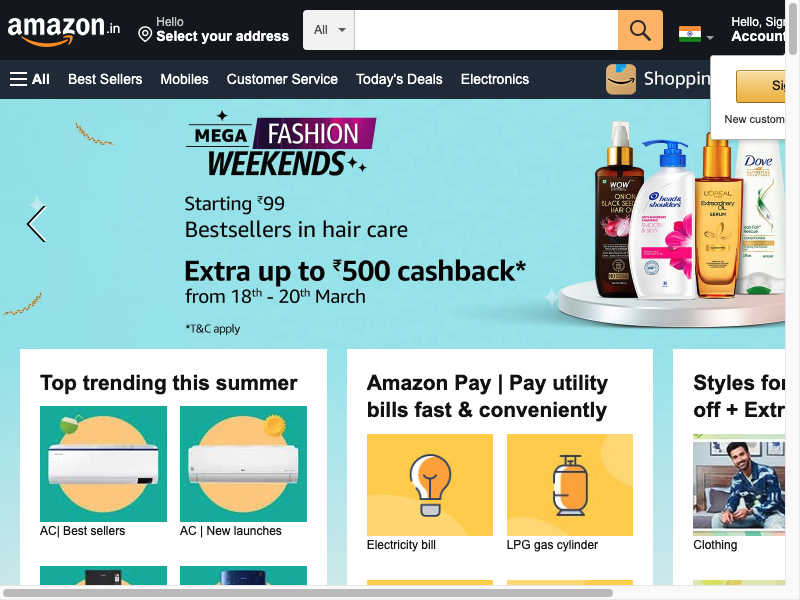 amazon.in
Hello
Select your address
All
Hello, Sign
Account
All
Best Sellers
Mobiles
Customer Service
Today's Deals
Electronics
Shoppin
New custom
MEGA
FASHION
WEEKENDS
Starting ₹99
Bestsellers in hair care
Extra up to ₹500 cashback*
from 18th - 20th March
*T&C apply
WOW
ONION
BLACK SEED
HAIR OIL
head &
shoulders
SMOOTH
& SILKY
L'ORÉAL
Extraordinary
OIL
SERUM
Dove
Top trending this summer
AC| Best sellers
AC | New launches
Amazon Pay | Pay utility
bills fast & conveniently
Electricity bill
LPG gas cylinder
Styles for
off + Extr
Clothing